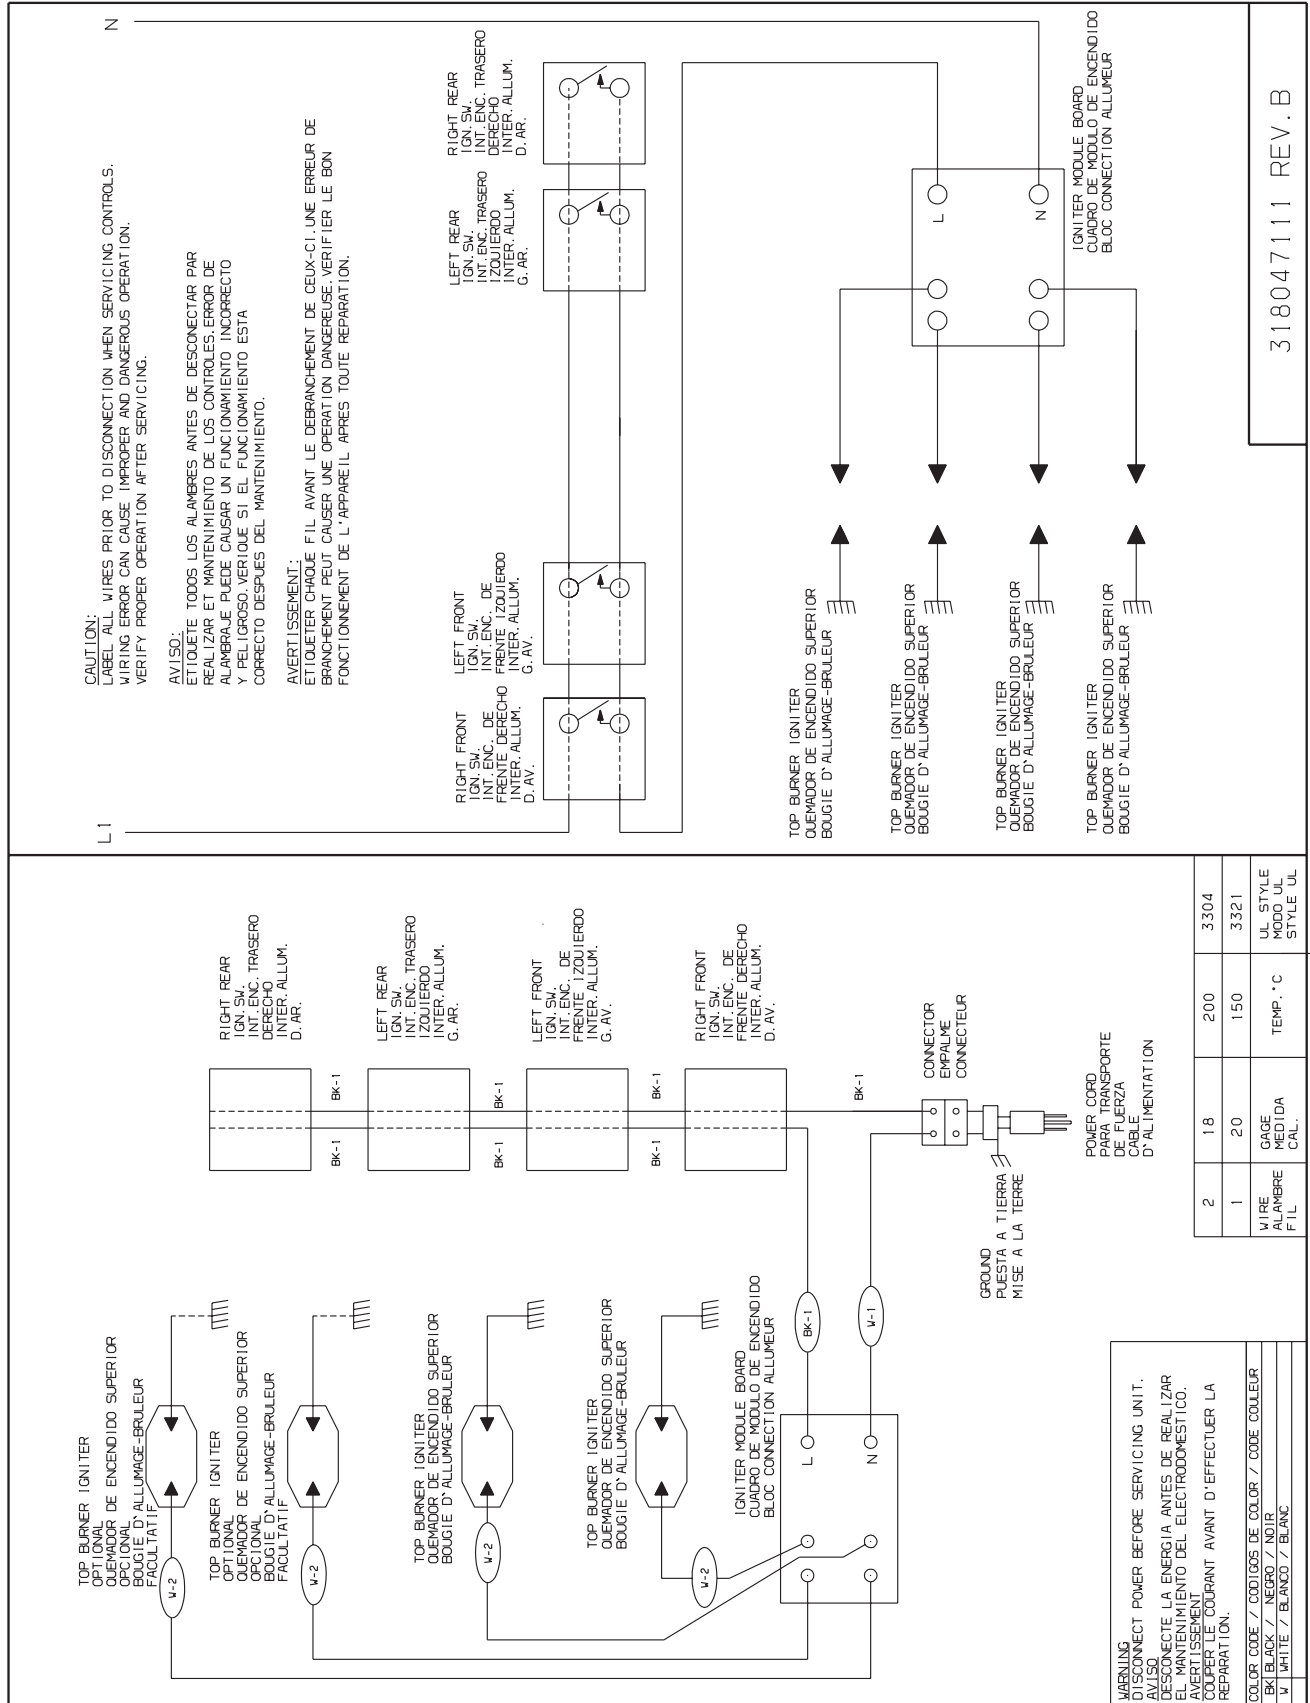 CAUTION:
LABEL ALL WIRES PRIOR TO DISCONNECTION WHEN SERVICING CONTROLS.
WIRING ERROR CAN CAUSE IMPROPER AND DANGEROUS OPERATION.
VERIFY PROPER OPERATION AFTER SERVICING.
AVISO:
ETIQUETE TODOS LOS ALAMBRES ANTES DE DESCONECTAR PAR
REALIZAR ET MANTENIMIENTO DE LOS CONTROLES. ERROR DE
ALAMBRAJE PUEDE CAUSAR UN FUNCIONAMIENTO INCORRECTO
Y PELIGROSO. VERIQUE SI EL FUNCIONAMIENTO ESTA
CORRECTO DESPUES DEL MANTENIMIENTO.
AVERTISSEMENT:
ETIQUETER CHAQUE FIL AVANT LE DEBRANCHEMENT DE CEUX-CI. UNE ERREUR DE
BRANCHEMENT PEUT CAUSER UNE OPERATION DANGEREUSE. VERIFIER LE BON
FONCTIONNEMENT DE L'APPAREIL APRES TOUTE REPARATION.
L1
N
RIGHT FRONT
IGN. SW.
INT. ENC. DE
FRENTE DERECHO
INTER. ALLUM.
D. AV.
LEFT FRONT
IGN. SW.
INT. ENC. DE
FRENTE IZQUIERDO
INTER. ALLUM.
G. AV.
LEFT REAR
IGN. SW.
INT. ENC. TRASERO
IZQUIERDO
INTER. ALLUM.
G. AR.
RIGHT REAR
IGN. SW.
INT. ENC. TRASERO
DERECHO
INTER. ALLUM.
D. AR.
TOP BURNER IGNITER
QUEMADOR DE ENCENDIDO SUPERIOR
BOUGIE D`ALLUMAGE-BRULEUR
TOP BURNER IGNITER
QUEMADOR DE ENCENDIDO SUPERIOR
BOUGIE D`ALLUMAGE-BRULEUR
TOP BURNER IGNITER
QUEMADOR DE ENCENDIDO SUPERIOR
BOUGIE D`ALLUMAGE-BRULEUR
TOP BURNER IGNITER
QUEMADOR DE ENCENDIDO SUPERIOR
BOUGIE D`ALLUMAGE-BRULEUR
L
N
IGNITER MODULE BOARD
CUADRO DE MODULO DE ENCENDIDO
BLOC CONNECTION ALLUMEUR
318047111 REV. B
TOP BURNER IGNITER
OPTIONAL
QUEMADOR DE ENCENDIDO SUPERIOR
OPCIONAL
BOUGIE D`ALLUMAGE-BRULEUR
FACULTATIF
W-2
TOP BURNER IGNITER
OPTIONAL
QUEMADOR DE ENCENDIDO SUPERIOR
OPCIONAL
BOUGIE D`ALLUMAGE-BRULEUR
FACULTATIF
W-2
TOP BURNER IGNITER
QUEMADOR DE ENCENDIDO SUPERIOR
BOUGIE D`ALLUMAGE-BRULEUR
W-2
TOP BURNER IGNITER
QUEMADOR DE ENCENDIDO SUPERIOR
BOUGIE D`ALLUMAGE-BRULEUR
W-2
IGNITER MODULE BOARD
CUADRO DE MODULO DE ENCENDIDO
BLOC CONNECTION ALLUMEUR
L
N
BK-1
W-1
RIGHT REAR
IGN. SW.
INT. ENC. TRASERO
DERECHO
INTER. ALLUM.
D. AR.
BK-1
BK-1
LEFT REAR
IGN. SW.
INT. ENC. TRASERO
IZQUIERDO
INTER. ALLUM.
G. AR.
BK-1
BK-1
LEFT FRONT
IGN. SW.
INT. ENC. DE
FRENTE IZQUIERDO
INTER. ALLUM.
G. AV.
BK-1
BK-1
RIGHT FRONT
IGN. SW.
INT. ENC. DE
FRENTE DERECHO
INTER. ALLUM.
D. AV.
BK-1
CONNECTOR
EMPALME
CONNECTEUR
GROUND
PUESTA A TIERRA
MISE A LA TERRE
POWER CORD
PARA TRANSPORTE
DE FUERZA
CABLE
D`ALIMENTATION
WARNING
DISCONNECT POWER BEFORE SERVICING UNIT.
AVISO
DESCONECTE LA ENERGIA ANTES DE REALIZAR
EL MANTENIMIENTO DEL ELECTRODOMESTICO.
AVERTISSEMENT
COUPER LE COURANT AVANT D'EFFECTUER LA
REPARATION.
COLOR CODE / CODIGOS DE COLOR / CODE COULEUR
BK BLACK / NEGRO / NOIR
W WHITE / BLANCO / BLANC
2 18 200 3304
1 20 150 3321
WIRE ALAMBRE FIL
GAGE MEDIDA CAL.
TEMP. °C
UL STYLE MODO UL STYLE UL